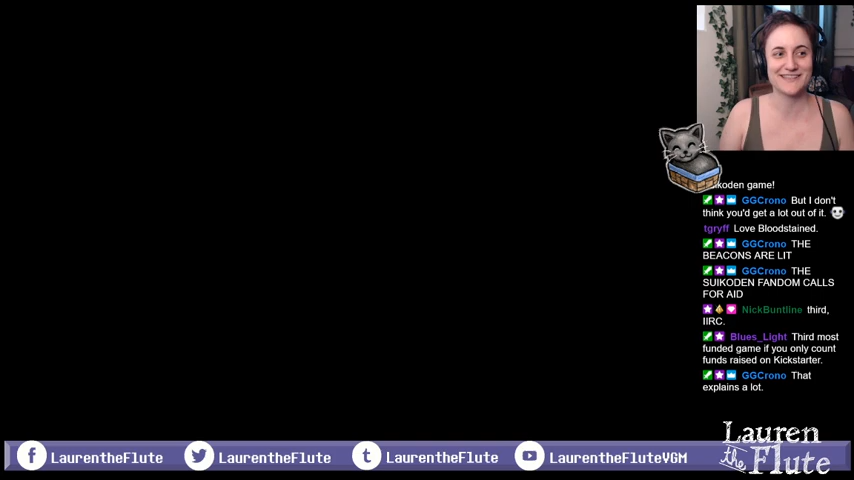 ikoden game!
GGCrono But I don't
think you'd get a lot out of it.
tgryff Love Bloodstained.
GGCrono THE
BEACONS ARE LIT
GGCrono THE
SUIKODEN FANDOM CALLS
FOR AID
NickBuntline third,
IIRC.
Blues_Light Third most
funded game if you only count
funds raised on Kickstarter.
GGCrono That
explains a lot.
LaurentheFlute
LaurentheFlute
LaurentheFlute
LaurentheFluteVGM
Lauren
the Flute